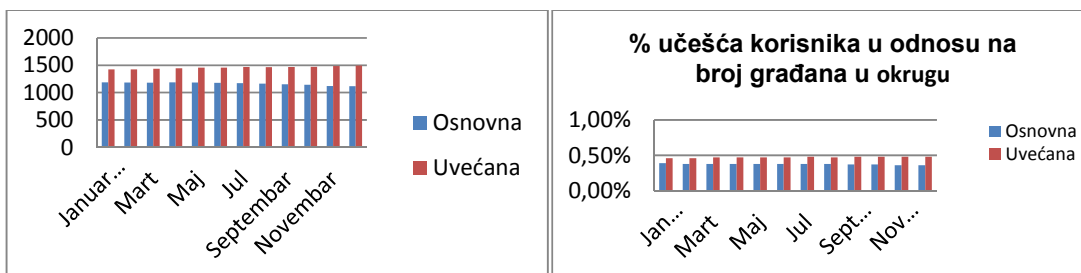 2000
1500
1000
500
0
Januar...
Mart
Maj
Jul
Septembar
Novembar
Osnovna
Uvećana
% učešća korisnika u odnosu na
broj građana u okrugu
1,00%
0,50%
0,00%
Jan...
Mart
Maj
Jul
Sept...
Nov...
Osnovna
Uvećana